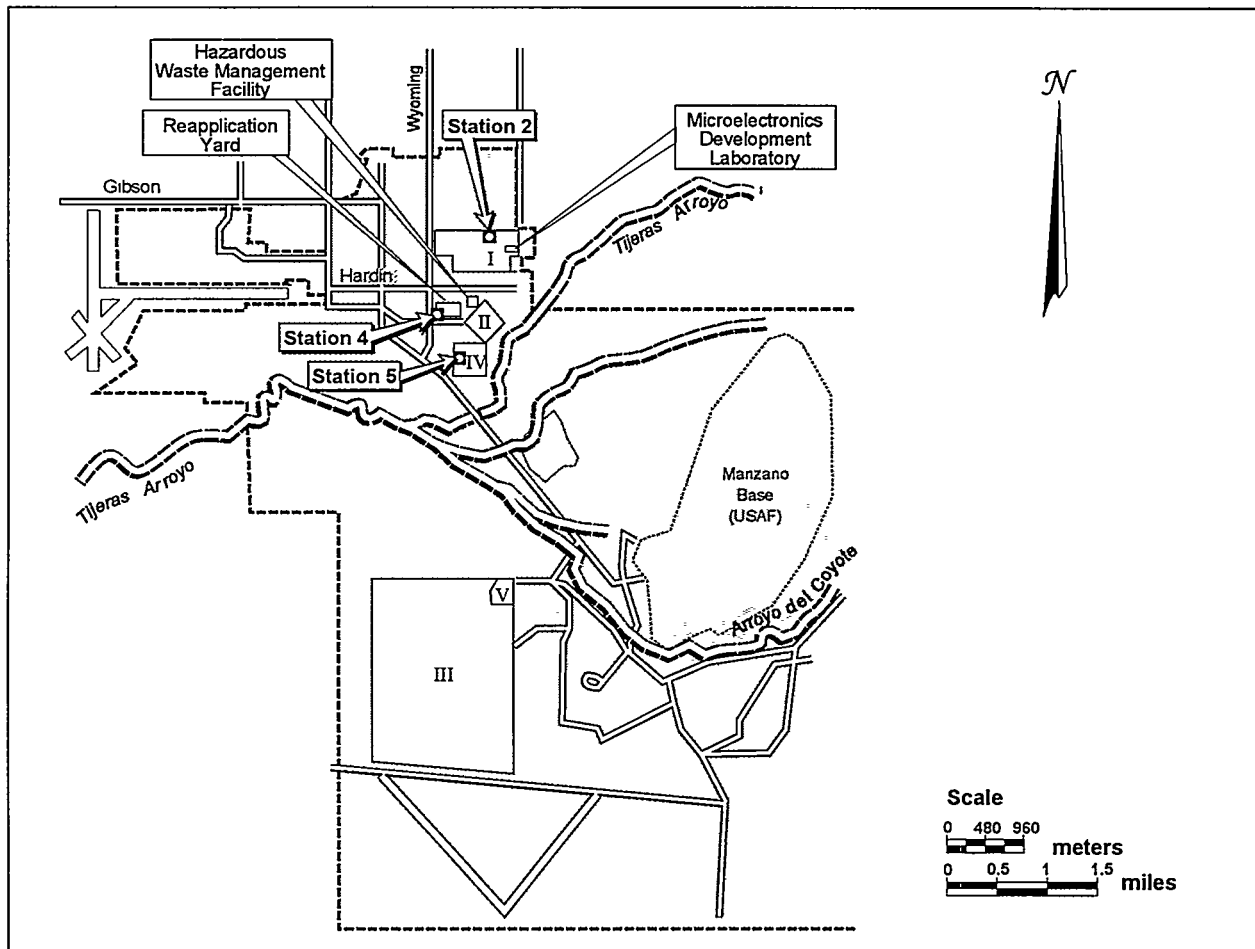 Hazardous
Waste Management
Facility
Reapplication
Yard
Wyoming
Station 2
Microelectronics
Development
Laboratory
N
Gibson
Tijeras Arroyo
I
Hardin
II
Station 4
Station 5
IV
Tijeras Arroyo
Manzano
Base
(USAF)
Arroyo del Coyote
V
III
Scale
0 480 960
meters
0 0.5 1 1.5
miles